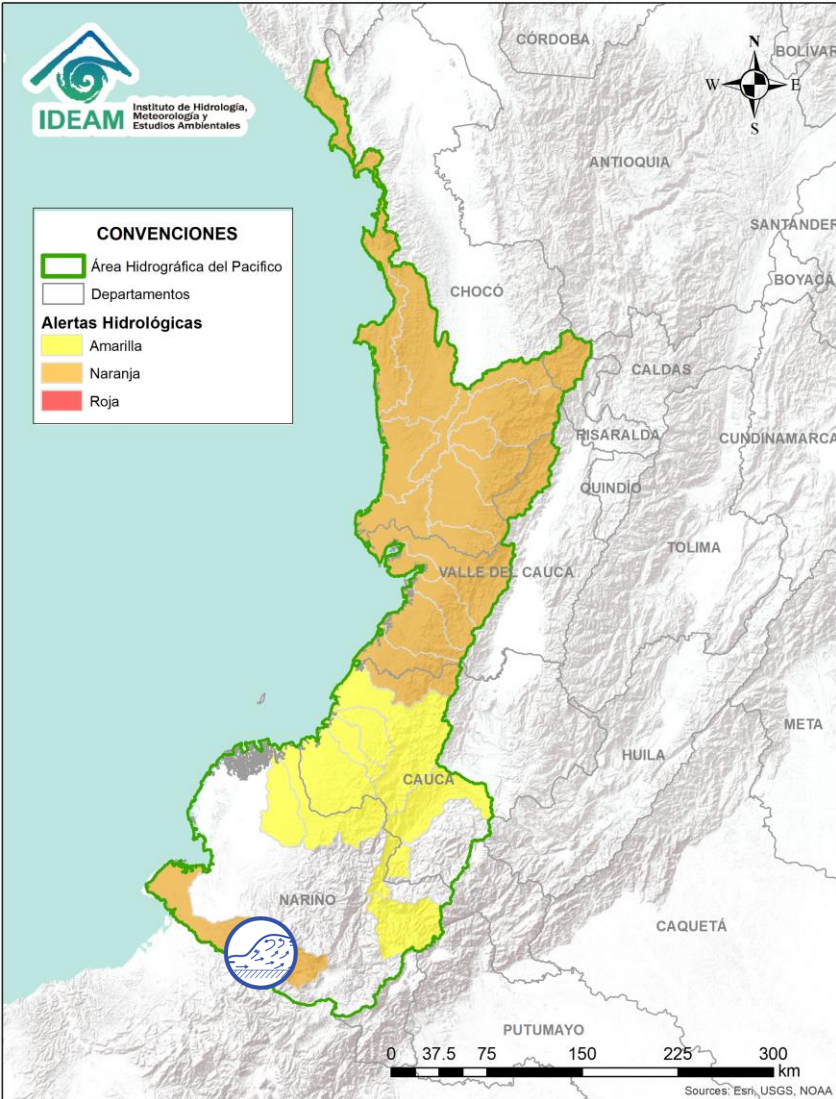 IDEAM
Instituto de Hidrología,
Meteorología y
Estudios Ambientales
N
W
E
S
CÓRDOBA
BOLÍVAR
ANTIOQUIA
SANTANDER
BOYACÁ
CHOCÓ
CALDAS
RISARALDA
CUNDINAMARCA
QUINDÍO
TOLIMA
VALLE DEL CAUCA
META
HUILA
CAUCA
NARIÑO
CAQUETÁ
PUTUMAYO
CONVENCIONES
Área Hidrográfica del Pacifico
Departamentos
Alertas Hidrológicas
Amarilla
Naranja
Roja
0 37.5 75 150 225 300
km
Sources: Esri, USGS, NOAA